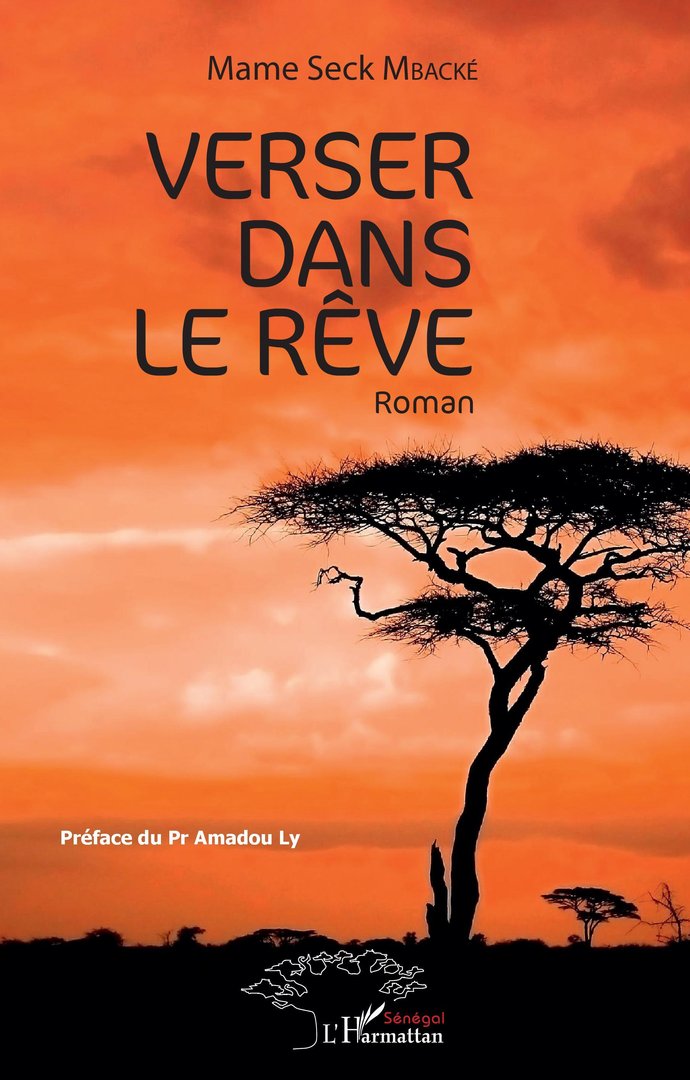 Mame Seck MBACKÉ
VERSER
DANS
LE RÊVE
Roman
Préface du Pr Amadou Ly
Sénégal
L'Harmattan